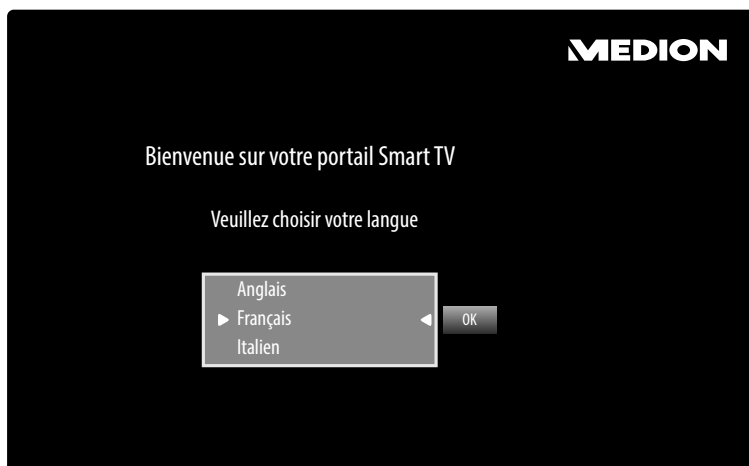 MEDION
Bienvenue sur votre portail Smart TV
Veuillez choisir votre langue
Anglais
Français
OK
Italien